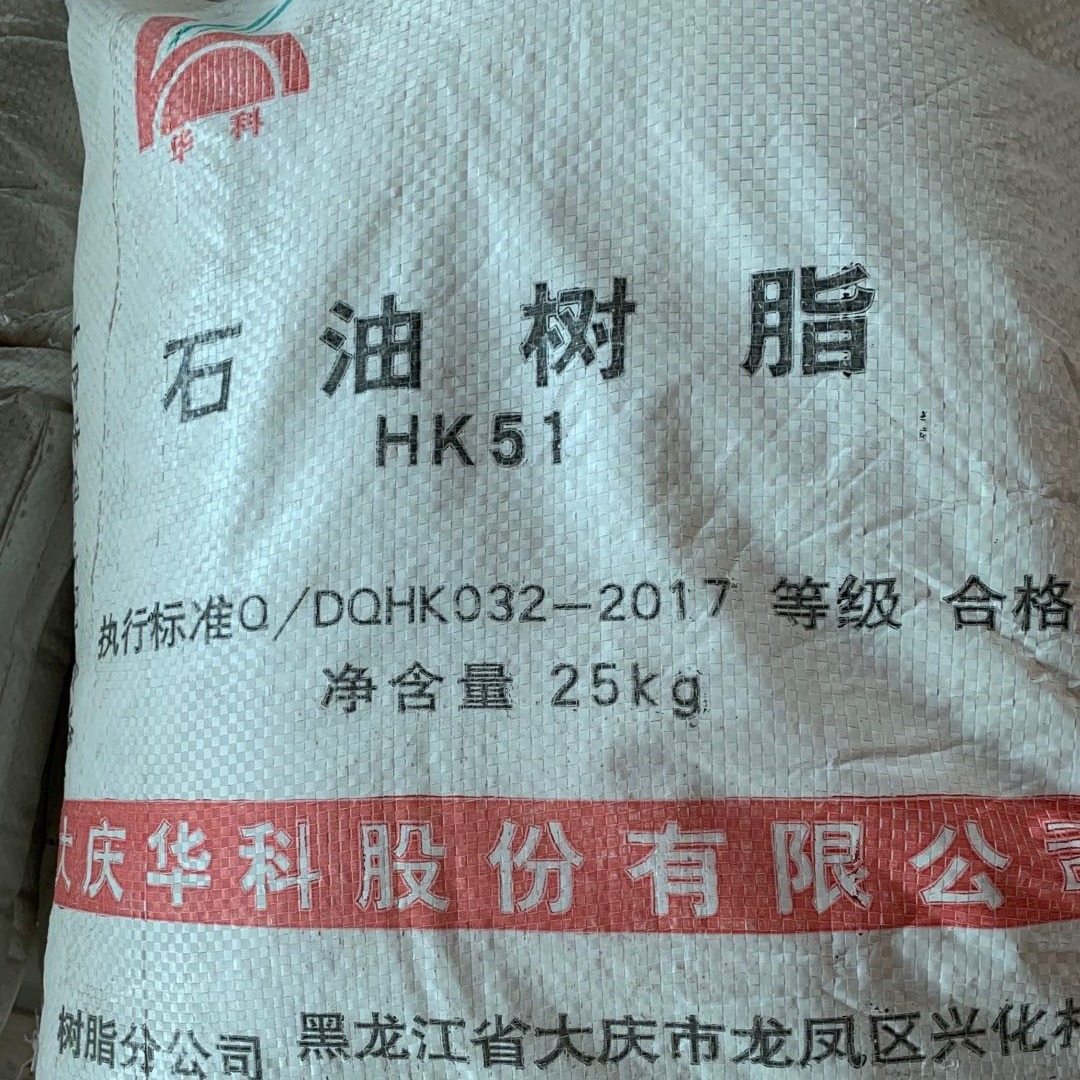 华科
石油树脂
HK51
执行标准Q/DQHK032-2017 等级 合格
净含量 25kg
大庆华科股份有限公司
树脂分公司 黑龙江省大庆市龙凤区兴化村